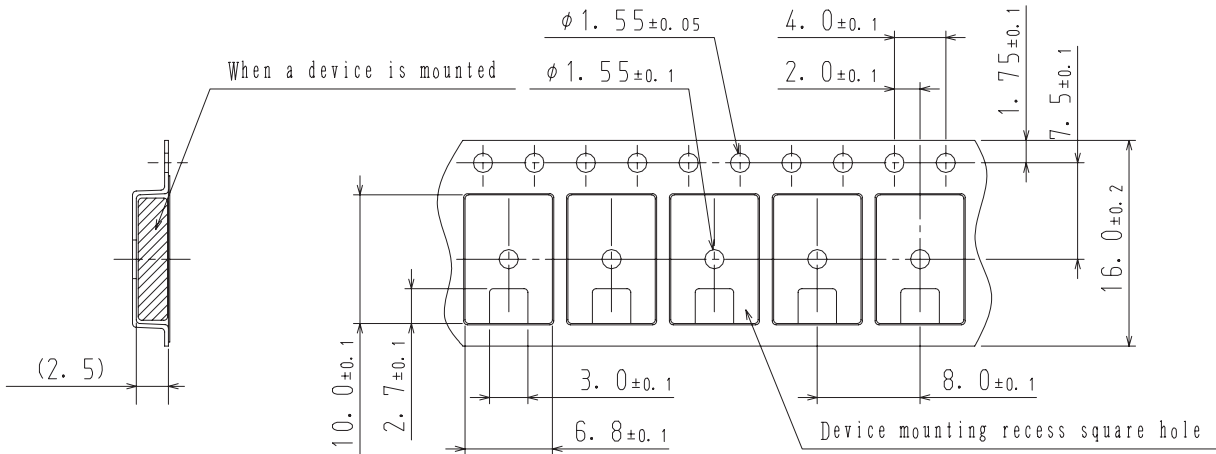 φ1.55±0.05
4.0±0.1
When a device is mounted
φ1.55±0.1
2.0±0.1
1.75±0.1
7.5±0.1
16.0±0.2
(2.5)
10.0±0.1
2.7±0.1
3.0±0.1
8.0±0.1
6.8±0.1
Device mounting recess square hole